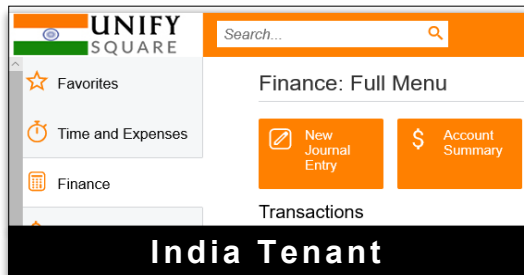 UNIFY
SQUARE
Search...
Favorites
Time and Expenses
Finance
Finance: Full Menu
New
Journal
Entry
Account
Summary
Transactions
India Tenant